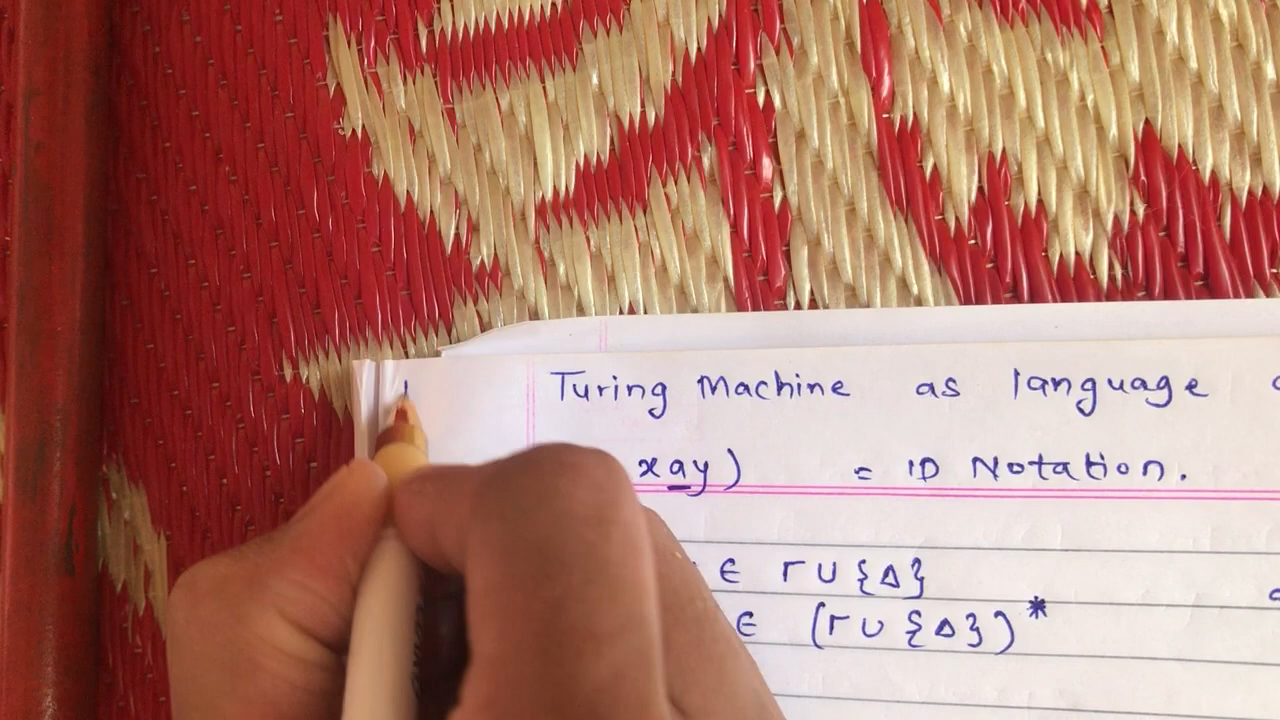 Turing Machine as language
xay) = ID Notation.
∈ Γ∪{Δ}
∈ (Γ∪{Δ})*